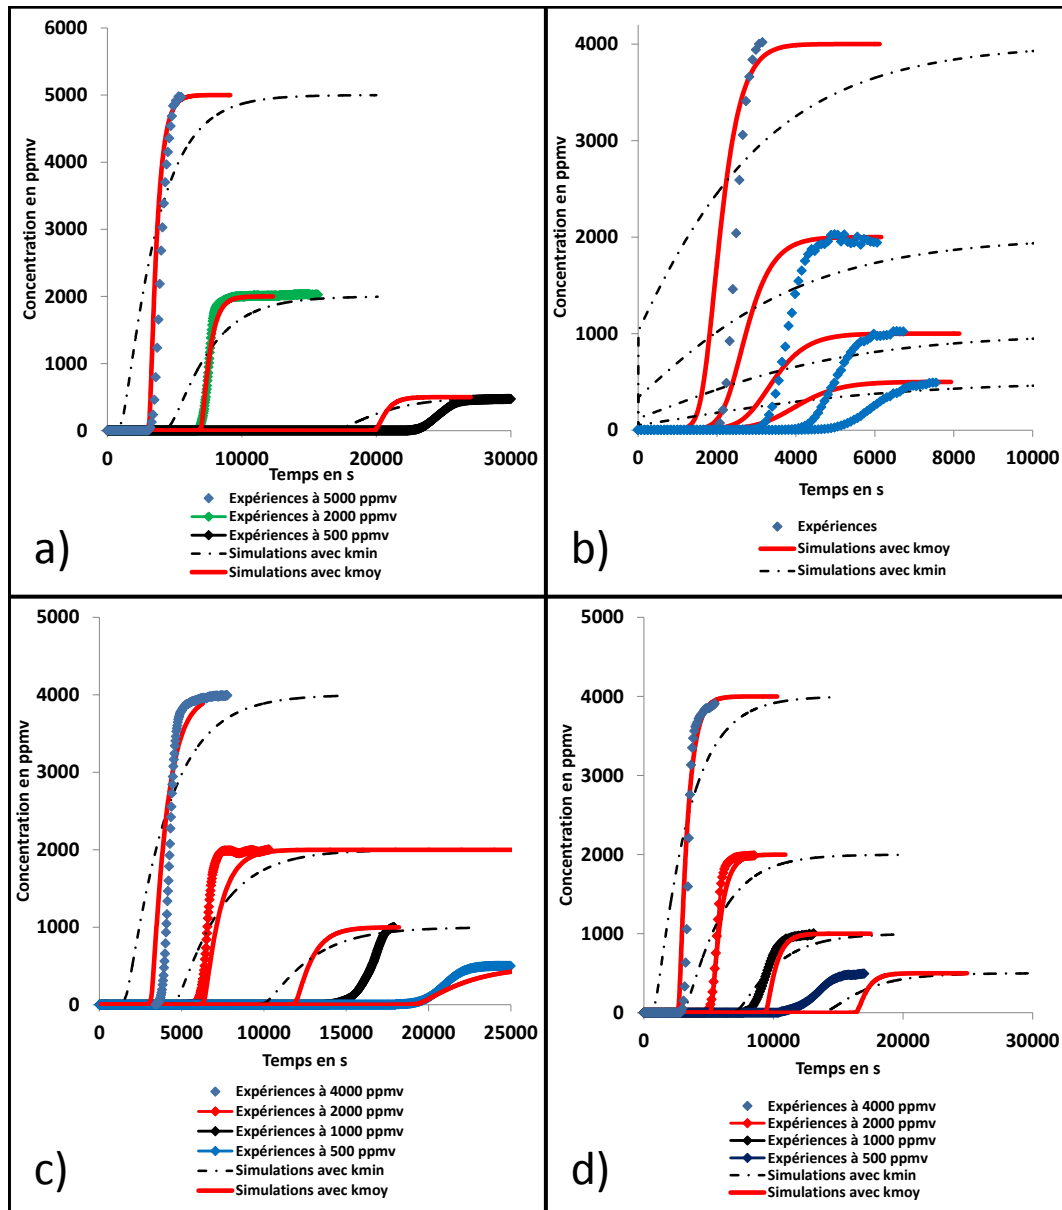 6000
5000
4000
3000
2000
1000
0
Concentration en ppmv
0
10000
20000
30000
Temps en s
Expériences à 5000 ppmv
Expériences à 2000 ppmv
Expériences à 500 ppmv
Simulations avec kmin
Simulations avec kmoy
a)
4000
3000
2000
1000
0
Concentration en ppmv
0
2000
4000
6000
8000
10000
Temps en s
Expériences
Simulations avec kmoy
Simulations avec kmin
b)
5000
4000
3000
2000
1000
0
Concentration en ppmv
0
5000
10000
15000
20000
25000
Temps en s
Expériences à 4000 ppmv
Expériences à 2000 ppmv
Expériences à 1000 ppmv
Expériences à 500 ppmv
Simulations avec kmin
Simulations avec kmoy
c)
5000
4000
3000
2000
1000
0
Concentration en ppmv
0
10000
20000
30000
Temps en s
Expériences à 4000 ppmv
Expériences à 2000 ppmv
Expériences à 1000 ppmv
Expériences à 500 ppmv
Simulations avec kmin
Simulations avec kmoy
d)